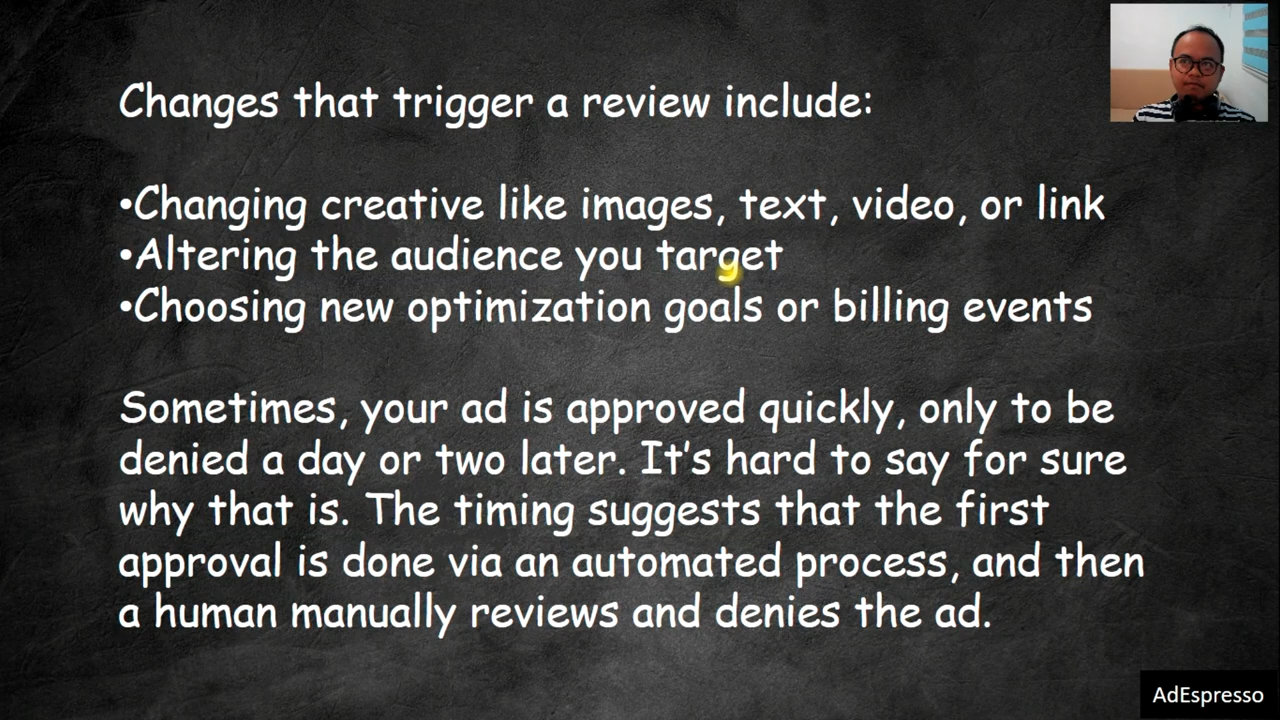 Changes that trigger a review include:
•Changing creative like images, text, video, or link
•Altering the audience you target
•Choosing new optimization goals or billing events
Sometimes, your ad is approved quickly, only to be
denied a day or two later. It's hard to say for sure
why that is. The timing suggests that the first
approval is done via an automated process, and then
a human manually reviews and denies the ad.
AdEspresso